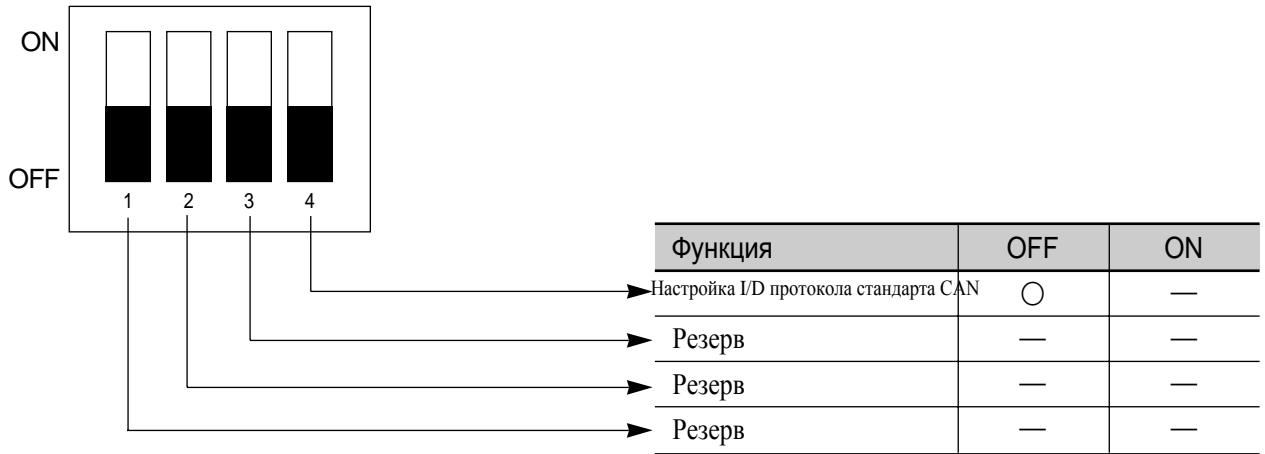 ON
OFF
1 2 3 4
Функция OFF ON
Настройка I/D протокола стандарта CAN ○ —
Резерв — —
Резерв — —
Резерв — —